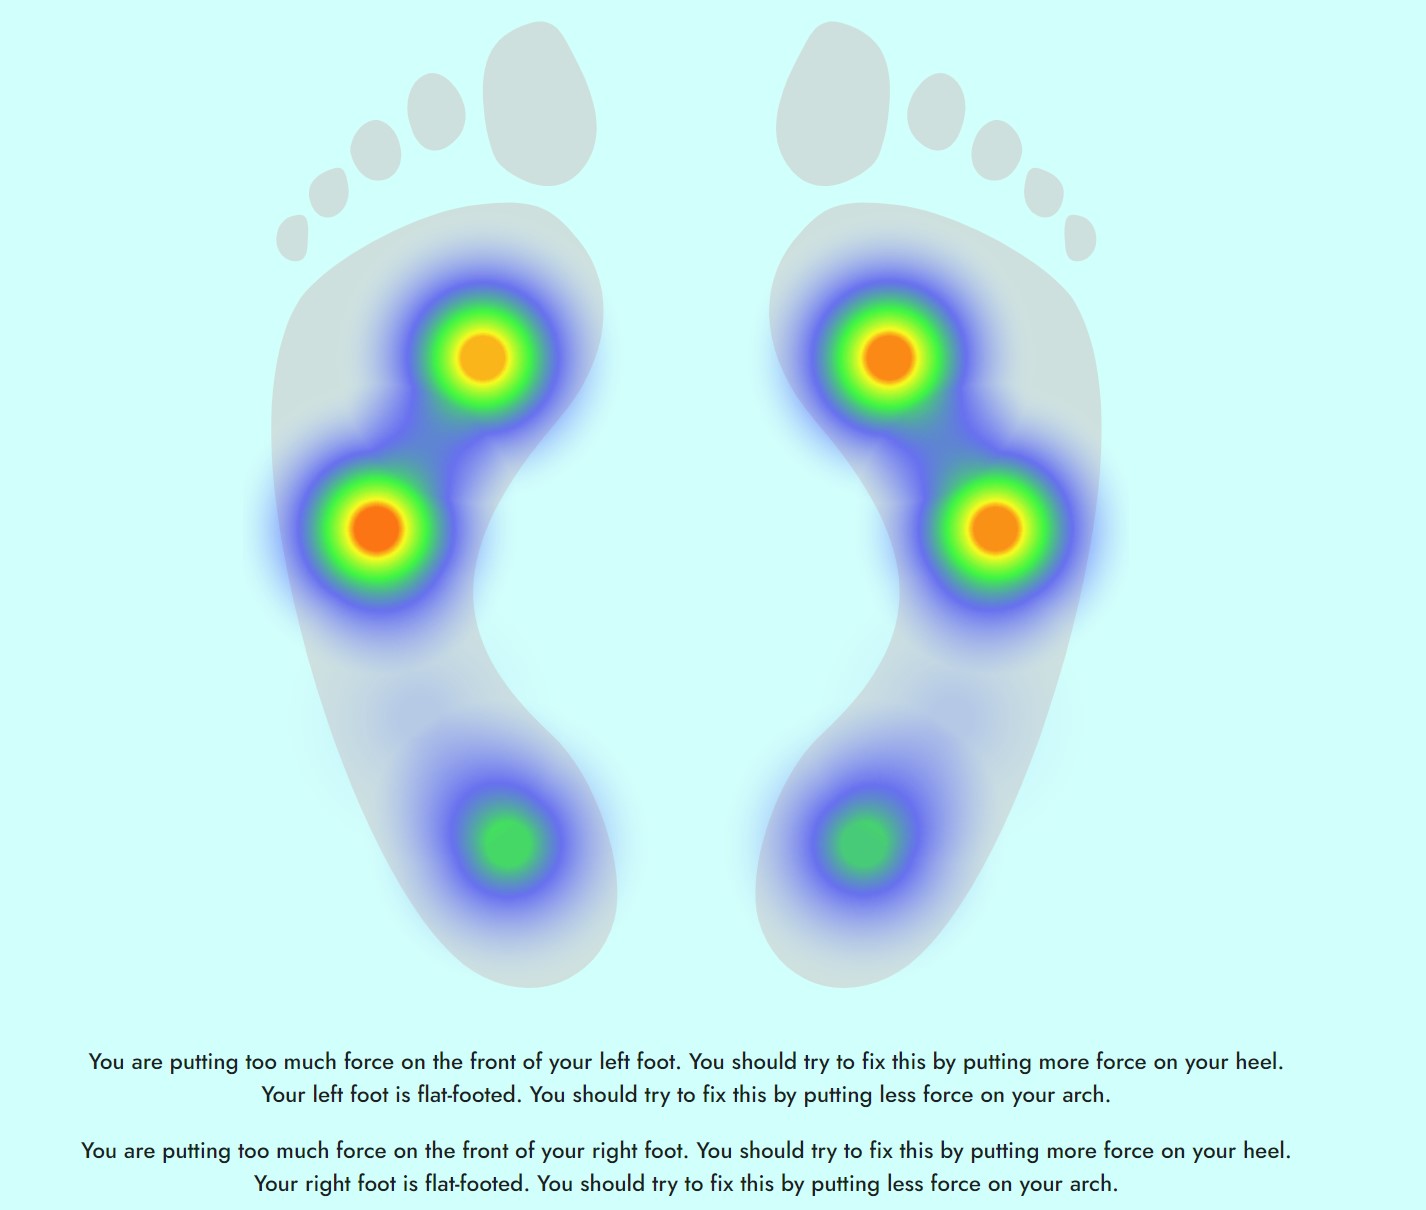 You are putting too much force on the front of your left foot. You should try to fix this by putting more force on your heel.
Your left foot is flat-footed. You should try to fix this by putting less force on your arch.
You are putting too much force on the front of your right foot. You should try to fix this by putting more force on your heel.
Your right foot is flat-footed. You should try to fix this by putting less force on your arch.